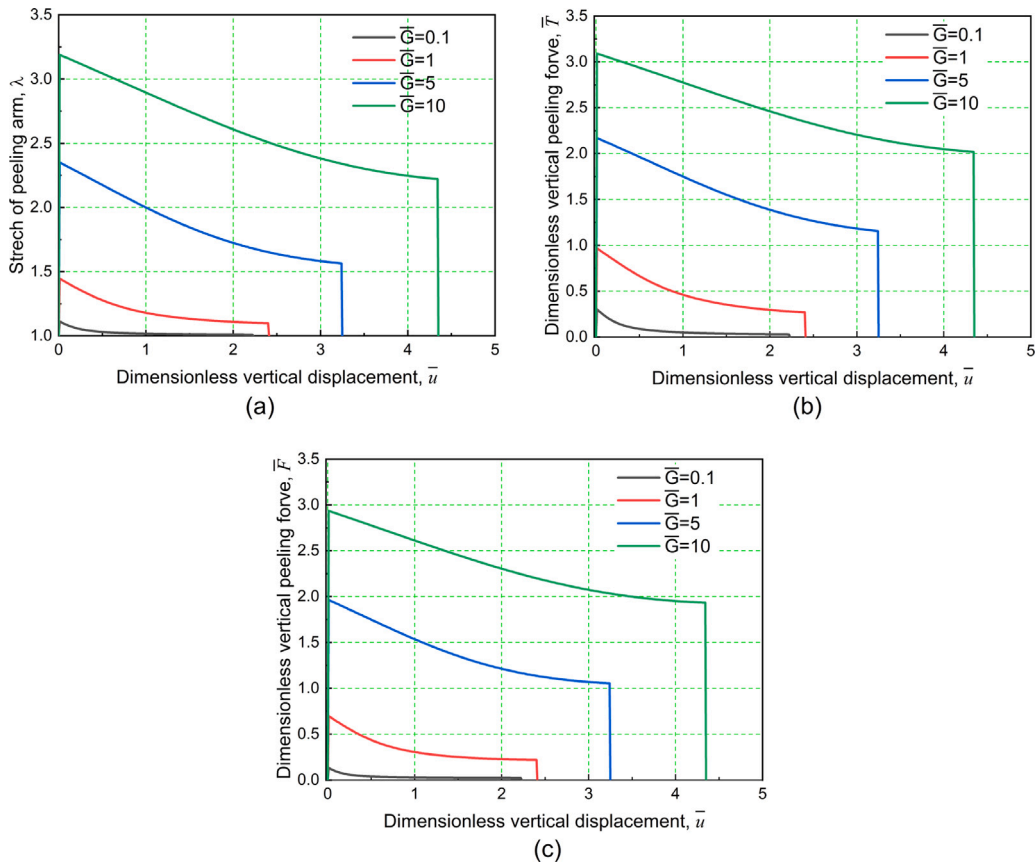 3.5
3.0
2.5
2.0
1.5
1.0
0
1
2
3
4
5
Strech of peeling arm, λ
G̅=0.1
G̅=1
G̅=5
G̅=10
Dimensionless vertical displacement, u̅
(a)
3.5
3.0
2.5
2.0
1.5
1.0
0.5
0.0
0
1
2
3
4
5
Dimensionless vertical peeling forve, T̅
G̅=0.1
G̅=1
G̅=5
G̅=10
Dimensionless vertical displacement, u̅
(b)
3.5
3.0
2.5
2.0
1.5
1.0
0.5
0.0
0
1
2
3
4
5
Dimensionless vertical peeling forve, F̅
G̅=0.1
G̅=1
G̅=5
G̅=10
Dimensionless vertical displacement, u̅
(c)